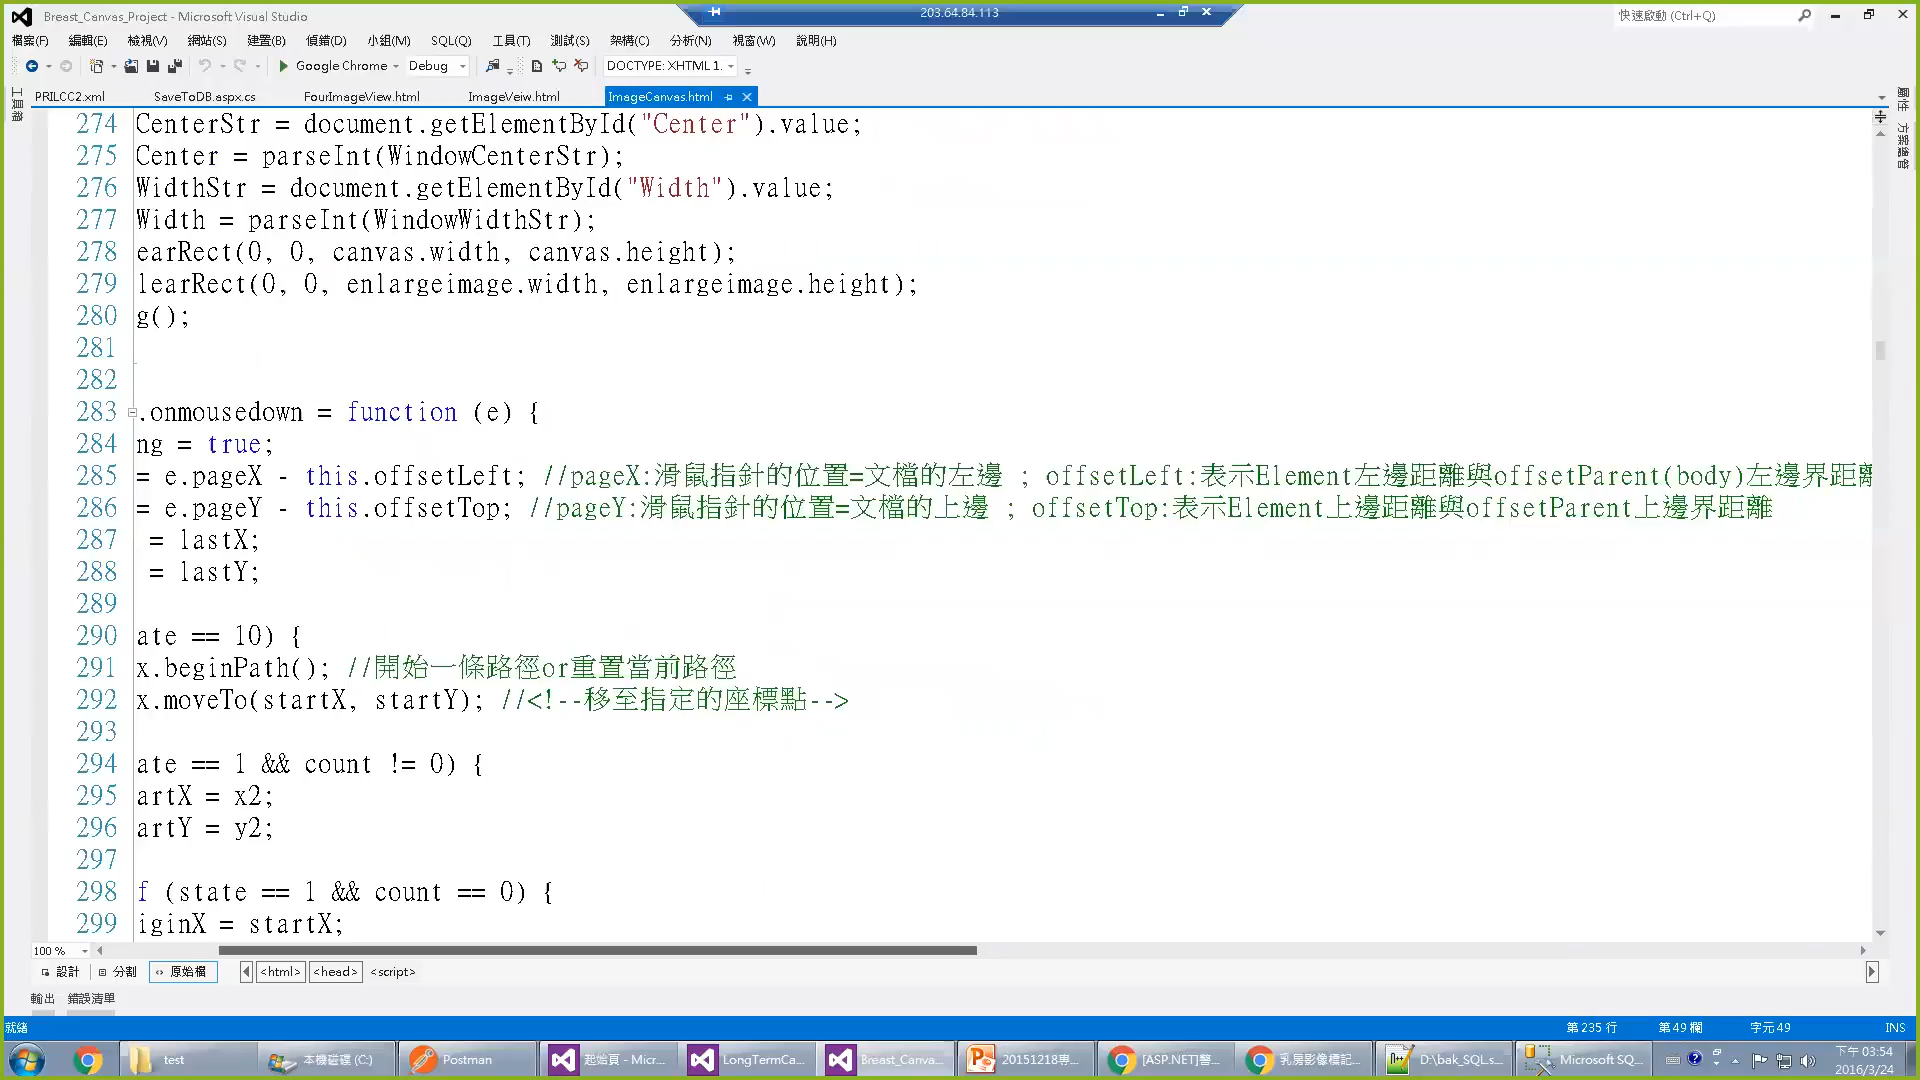 Breast_Canvas_Project - Microsoft Visual Studio
203.64.84.113
快速啟動 (Ctrl+Q)
檔案(F) 編輯(E) 檢視(V) 網站(S) 建置(B) 偵錯(D) 小組(M) SQL(Q) 工具(T) 測試(S) 架構(C) 分析(N) 視窗(W) 說明(H)
Google Chrome Debug DOCTYPE: XHTML 1.
工具箱
PRILCC2.xml SaveToDB.aspx.cs FourImageView.html ImageVeiw.html ImageCanvas.html
屬性 方案總管
274 CenterStr = document.getElementById("Center").value;
275 Center = parseInt(WindowCenterStr);
276 WidthStr = document.getElementById("Width").value;
277 Width = parseInt(WindowWidthStr);
278 earRect(0, 0, canvas.width, canvas.height);
279 learRect(0, 0, enlargeimage.width, enlargeimage.height);
280 g();
281
282
283 .onmousedown = function (e) {
284 ng = true;
285 = e.pageX - this.offsetLeft; //pageX:滑鼠指針的位置=文檔的左邊 ; offsetLeft:表示Element左邊距離與offsetParent(body)左邊界距離
286 = e.pageY - this.offsetTop; //pageY:滑鼠指針的位置=文檔的上邊 ; offsetTop:表示Element上邊距離與offsetParent上邊界距離
287 = lastX;
288 = lastY;
289
290 ate == 10) {
291 x.beginPath(); //開始一條路徑or重置當前路徑
292 x.moveTo(startX, startY); //<!--移至指定的座標點-->
293
294 ate == 1 && count != 0) {
295 artX = x2;
296 artY = y2;
297
298 f (state == 1 && count == 0) {
299 iginX = startX;
100 %
設計 分割 原始檔 <html> <head> <script>
輸出 錯誤清單
就緒 第 235 行 第 49 欄 字元 49 INS
test 本機磁碟 (C:) Postman 起始頁 - Micr... LongTermCa... Breast_Canva... 20151218專... [ASP.NET]警... 乳房影像標記... D:\bak_SQLs... Microsoft SQ... 下午 03:54
2016/3/24